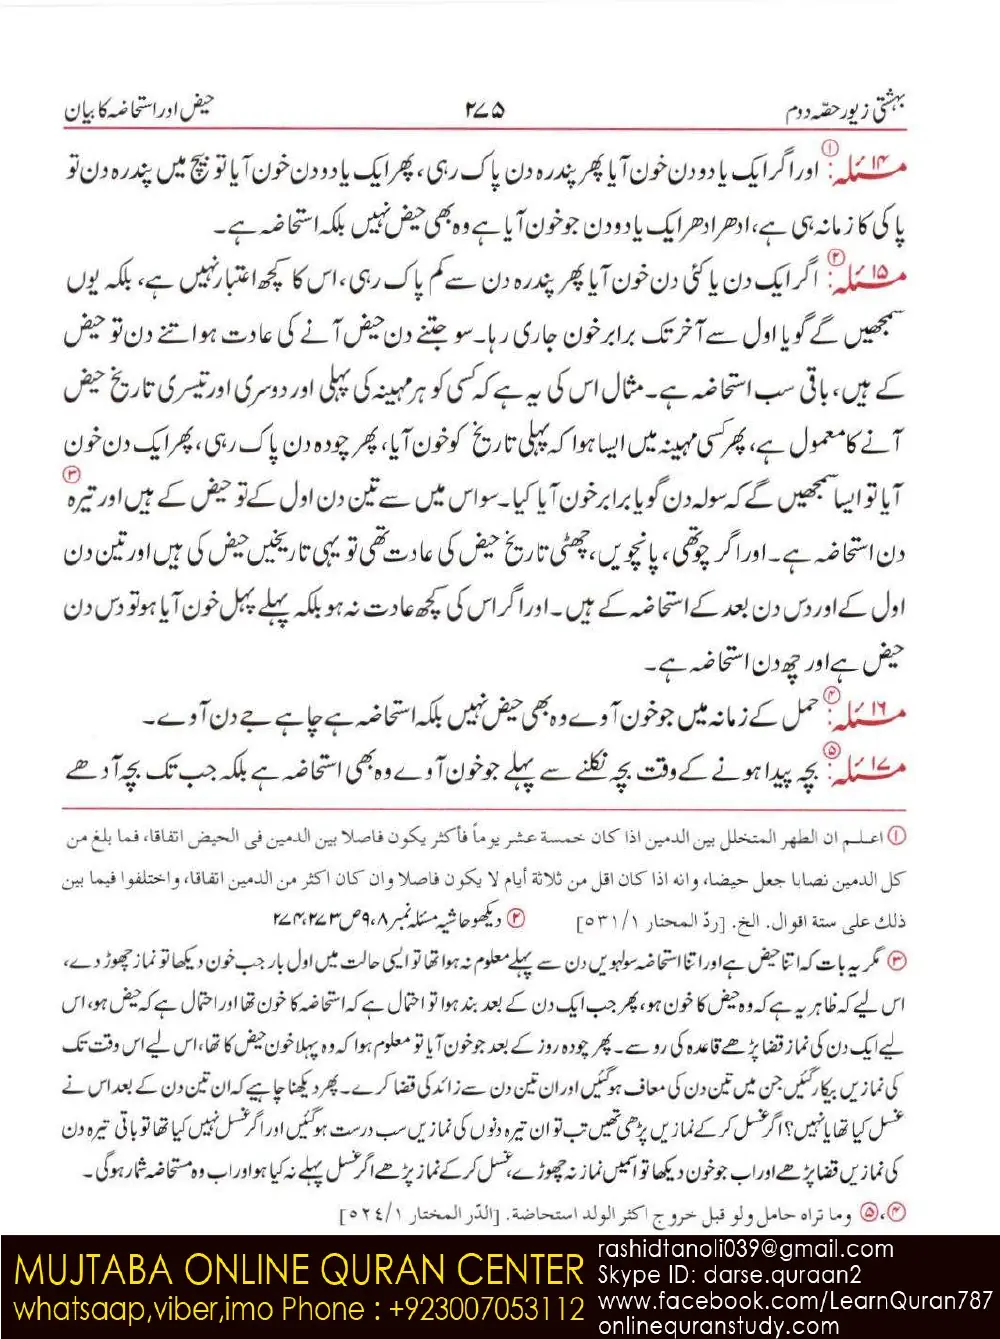 بہشتی زیور حصّہ دوم ۲۷۵ حیض اور استحاضہ کا بیان
مسئلہ ۱۴①: اور اگر ایک یا دو دن خون آیا پھر پندرہ دن پاک رہی، پھر ایک یا دو دن خون آیا تو بیچ میں پندرہ دن تو
پاکی کا زمانہ ہی ہے، ادھر ادھر ایک یا دو دن جو خون آیا ہے وہ بھی حیض نہیں بلکہ استحاضہ ہے۔
مسئلہ ۱۵②: اگر ایک دن یا کئی دن خون آیا پھر پندرہ دن سے کم پاک رہی، اس کا کچھ اعتبار نہیں ہے، بلکہ یوں
سمجھیں گے گویا اول سے آخر تک برابر خون جاری رہا۔ سو جتنے دن حیض آنے کی عادت ہو اتنے دن تو حیض
کے ہیں، باقی سب استحاضہ ہے۔ مثال اس کی یہ ہے کہ کسی کو ہر مہینہ کی پہلی اور دوسری اور تیسری تاریخ حیض
آنے کا معمول ہے، پھر کسی مہینہ میں ایسا ہوا کہ پہلی تاریخ کو خون آیا، پھر چودہ دن پاک رہی، پھر ایک دن خون
آیا تو ایسا سمجھیں گے کہ سولہ دن گویا برابر خون آیا کیا۔ سو اس میں سے تین دن اول کے تو حیض کے ہیں اور تیرہ③
دن استحاضہ ہے۔ اور اگر چوتھی، پانچویں، چھٹی تاریخ حیض کی عادت تھی تو یہی تاریخیں حیض کی ہیں اور تین دن
اول کے اور دس دن بعد کے استحاضہ کے ہیں۔ اور اگر اس کی کچھ عادت نہ ہو بلکہ پہلے پہل خون آیا ہو تو دس دن
حیض ہے اور چھ دن استحاضہ ہے۔
مسئلہ ۱۶④: حمل کے زمانہ میں جو خون آوے وہ بھی حیض نہیں بلکہ استحاضہ ہے چاہے جے دن آوے۔
مسئلہ ۱۷⑤: بچہ پیدا ہونے کے وقت بچہ نکلنے سے پہلے جو خون آوے وہ بھی استحاضہ ہے بلکہ جب تک بچہ آدھے
① اعلم ان الطهر المتخلل بين الدمين اذا كان خمسة عشر يوماً فأكثر يكون فاصلا بين الدمين فى الحيض اتفاقا، فما بلغ من
كل الدمين نصابا جعل حيضا، وانه اذا كان اقل من ثلاثة أيام لا يكون فاصلا وان كان اكثر من الدمين اتفاقا، واختلفوا فيما بين
ذلك على ستة اقوال. الخ. [ردّ المحتار ١/٥٣١] ② دیکھو حاشیہ مسئلہ نمبر ۹،۸ ص ۲۷۴،۲۷۳
③ مگر یہ بات کہ اتنا حیض ہے اور اتنا استحاضہ سولہویں دن سے پہلے معلوم نہ ہوا تھا تو ایسی حالت میں اول بار جب خون دیکھا تو نماز چھوڑ دے،
اس لیے کہ ظاہر یہ ہے کہ وہ حیض کا خون ہو، پھر جب ایک دن کے بعد بند ہوا تو احتمال ہے کہ استحاضہ کا خون تھا اور احتمال ہے کہ حیض ہو، اس
لیے ایک دن کی نماز قضا پڑھے قاعدہ کی رو سے۔ پھر چودہ روز کے بعد جو خون آیا تو معلوم ہوا کہ وہ پہلا خون حیض کا تھا، اس لیے اس وقت تک
کی نمازیں بیکار گئیں جن میں تین دن کی معاف ہو گئیں اور ان تین دن سے زائد کی قضا کرے۔ پھر دیکھنا چاہیے کہ ان تین دن کے بعد اس نے
غسل کیا تھا یا نہیں؟ اگر غسل کر کے نمازیں پڑھی تھیں تب تو ان تیرہ دنوں کی نمازیں سب درست ہو گئیں اور اگر غسل نہیں کیا تھا تو باقی تیرہ دن
کی نمازیں قضا پڑھے اور اب جو خون دیکھا تو اسمیں نماز نہ چھوڑے، غسل کر کے نماز پڑھے اگر غسل پہلے نہ کیا ہو اور اب وہ مستحاضہ شمار ہوگی۔
④،⑤ وما تراه حامل ولو قبل خروج اكثر الولد استحاضة. [الدّر المختار ١/٥٢٤]
MUJTABA ONLINE QURAN CENTER
whatsaap,viber,imo Phone : +923007053112
rashidtanoli039@gmail.com
Skype ID: darse.quraan2
www.facebook.com/LearnQuran787
onlinequranstudy.com